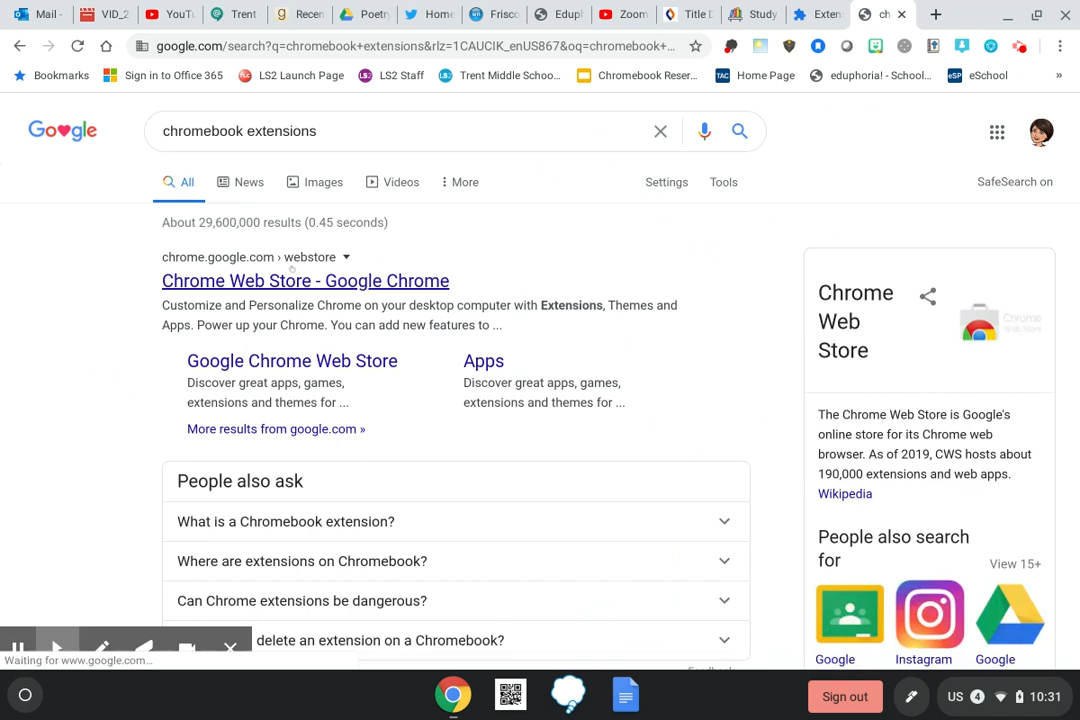 Mail -
VID_2
YouTu
Trent
Recen
Poetry
Home
Frisco
Eduph
Zoom
Title D
Study
Exten
ch
google.com/search?q=chromebook+extensions&rlz=1CAUCIK_enUS867&oq=chromebook+...
Bookmarks
Sign in to Office 365
LS2 Launch Page
LS2 Staff
Trent Middle Schoo...
Chromebook Reser...
TAC Home Page
eduphoria! - School...
eSP eSchool
»
Google
chromebook extensions
All
News
Images
Videos
More
Settings
Tools
SafeSearch on
About 29,600,000 results (0.45 seconds)
chrome.google.com › webstore
Chrome Web Store - Google Chrome
Customize and Personalize Chrome on your desktop computer with Extensions, Themes and
Apps. Power up your Chrome. You can add new features to ...
Google Chrome Web Store
Discover great apps, games,
extensions and themes for ...
Apps
Discover great apps, games,
extensions and themes for ...
More results from google.com »
People also ask
What is a Chromebook extension?
Where are extensions on Chromebook?
Can Chrome extensions be dangerous?
delete an extension on a Chromebook?
Chrome
Web
Store
chrome
web store
The Chrome Web Store is Google's
online store for its Chrome web
browser. As of 2019, CWS hosts about
190,000 extensions and web apps.
Wikipedia
People also search
for
View 15+
Google
Instagram
Google
Waiting for www.google.com...
Sign out
US
4
10:31